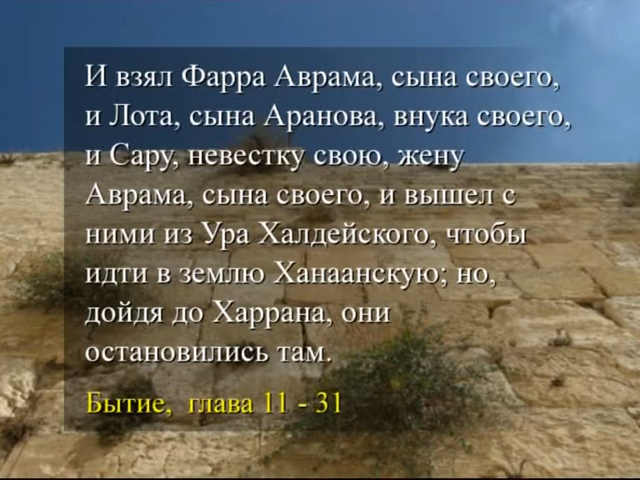 И взял Фарра Аврама, сына своего,
и Лота, сына Аранова, внука своего,
и Сару, невестку свою, жену
Аврама, сына своего, и вышел с
ними из Ура Халдейского, чтобы
идти в землю Ханаанскую; но,
дойдя до Харрана, они
остановились там.
Бытие,  глава 11 - 31